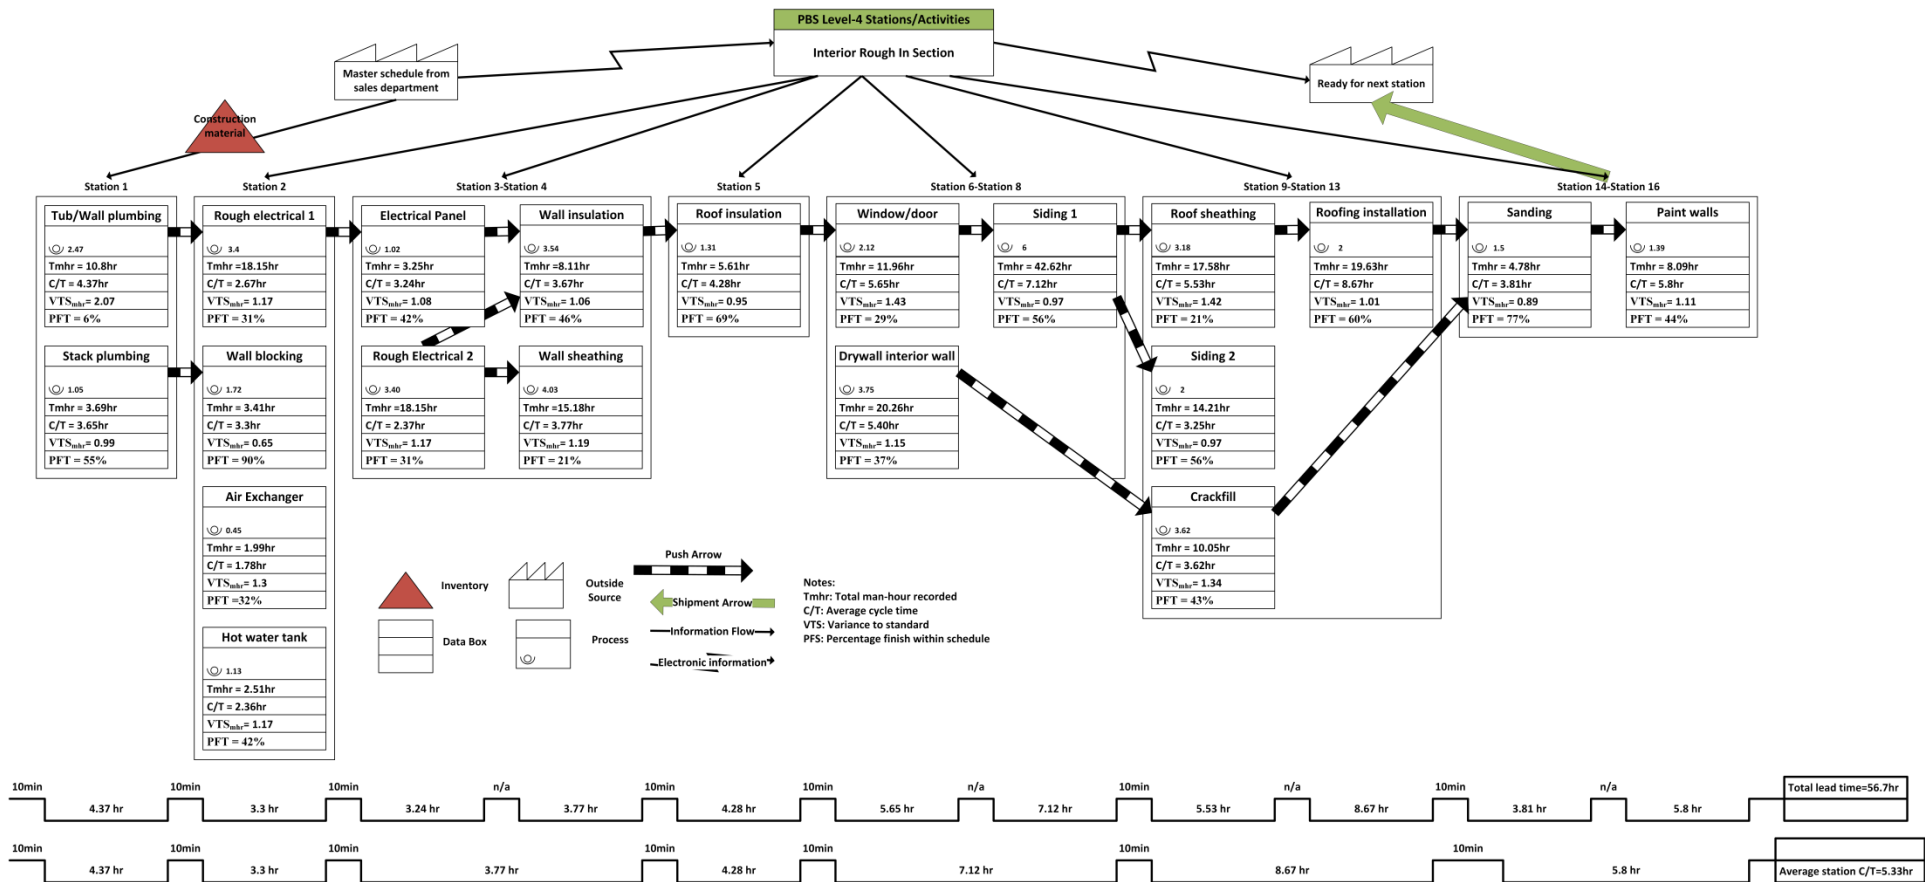 PBS Level-4 Stations/Activities
Interior Rough In Section
Master schedule from
sales department
Ready for next station
Construction
material
Station 1
Station 2
Station 3-Station 4
Station 5
Station 6-Station 8
Station 9-Station 13
Station 14-Station 16
Tub/Wall plumbing
2.47
Tmhr = 10.8hr
C/T = 4.37hr
VTSmhr= 2.07
PFT = 6%
Stack plumbing
1.05
Tmhr = 3.69hr
C/T = 3.65hr
VTSmhr= 0.99
PFT = 55%
Rough electrical 1
3.4
Tmhr =18.15hr
C/T = 2.67hr
VTSmhr= 1.17
PFT = 31%
Wall blocking
1.72
Tmhr = 3.41hr
C/T = 3.3hr
VTSmhr= 0.65
PFT = 90%
Air Exchanger
0.45
Tmhr = 1.99hr
C/T = 1.78hr
VTSmhr= 1.3
PFT =32%
Hot water tank
1.13
Tmhr = 2.51hr
C/T = 2.36hr
VTSmhr= 1.17
PFT = 42%
Electrical Panel
1.02
Tmhr = 3.25hr
C/T = 3.24hr
VTSmhr= 1.08
PFT = 42%
Rough Electrical 2
3.40
Tmhr =18.15hr
C/T = 2.37hr
VTSmhr= 1.17
PFT = 31%
Wall insulation
3.54
Tmhr =8.11hr
C/T = 3.67hr
VTSmhr= 1.06
PFT = 46%
Wall sheathing
4.03
Tmhr =15.18hr
C/T = 3.77hr
VTSmhr= 1.19
PFT = 21%
Roof insulation
1.31
Tmhr = 5.61hr
C/T = 4.28hr
VTSmhr= 0.95
PFT = 69%
Window/door
2.12
Tmhr = 11.96hr
C/T = 5.65hr
VTSmhr= 1.43
PFT = 29%
Drywall interior wall
3.75
Tmhr = 20.26hr
C/T = 5.40hr
VTSmhr= 1.15
PFT = 37%
Siding 1
6
Tmhr = 42.62hr
C/T = 7.12hr
VTSmhr= 0.97
PFT = 56%
Roof sheathing
3.18
Tmhr = 17.58hr
C/T = 5.53hr
VTSmhr= 1.42
PFT = 21%
Siding 2
2
Tmhr = 14.21hr
C/T = 3.25hr
VTSmhr= 0.97
PFT = 56%
Crackfill
3.62
Tmhr = 10.05hr
C/T = 3.62hr
VTSmhr= 1.34
PFT = 43%
Roofing installation
2
Tmhr = 19.63hr
C/T = 8.67hr
VTSmhr= 1.01
PFT = 60%
Sanding
1.5
Tmhr = 4.78hr
C/T = 3.81hr
VTSmhr= 0.89
PFT = 77%
Paint walls
1.39
Tmhr = 8.09hr
C/T = 5.8hr
VTSmhr= 1.11
PFT = 44%
Inventory
Outside
Source
Data Box
Process
Push Arrow
Shipment Arrow
Information Flow
Electronic information
Notes:
Tmhr: Total man-hour recorded
C/T: Average cycle time
VTS: Variance to standard
PFS: Percentage finish within schedule
10min 10min 10min n/a 10min 10min n/a 10min n/a 10min n/a
4.37 hr 3.3 hr 3.24 hr 3.77 hr 4.28 hr 5.65 hr 7.12 hr 5.53 hr 8.67 hr 3.81 hr 5.8 hr
Total lead time=56.7hr
10min 10min 10min 10min 10min 10min 10min
4.37 hr 3.3 hr 3.77 hr 4.28 hr 7.12 hr 8.67 hr 5.8 hr
Average station C/T=5.33hr